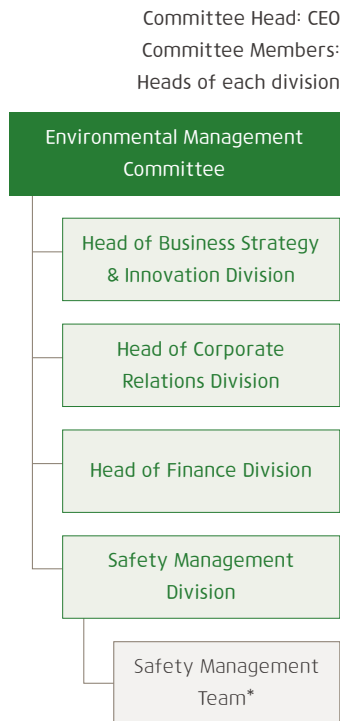 Committee Head: CEO
Committee Members:
Heads of each division
Environmental Management
Committee
Head of Business Strategy
& Innovation Division
Head of Corporate
Relations Division
Head of Finance Division
Safety Management
Division
Safety Management
Team*